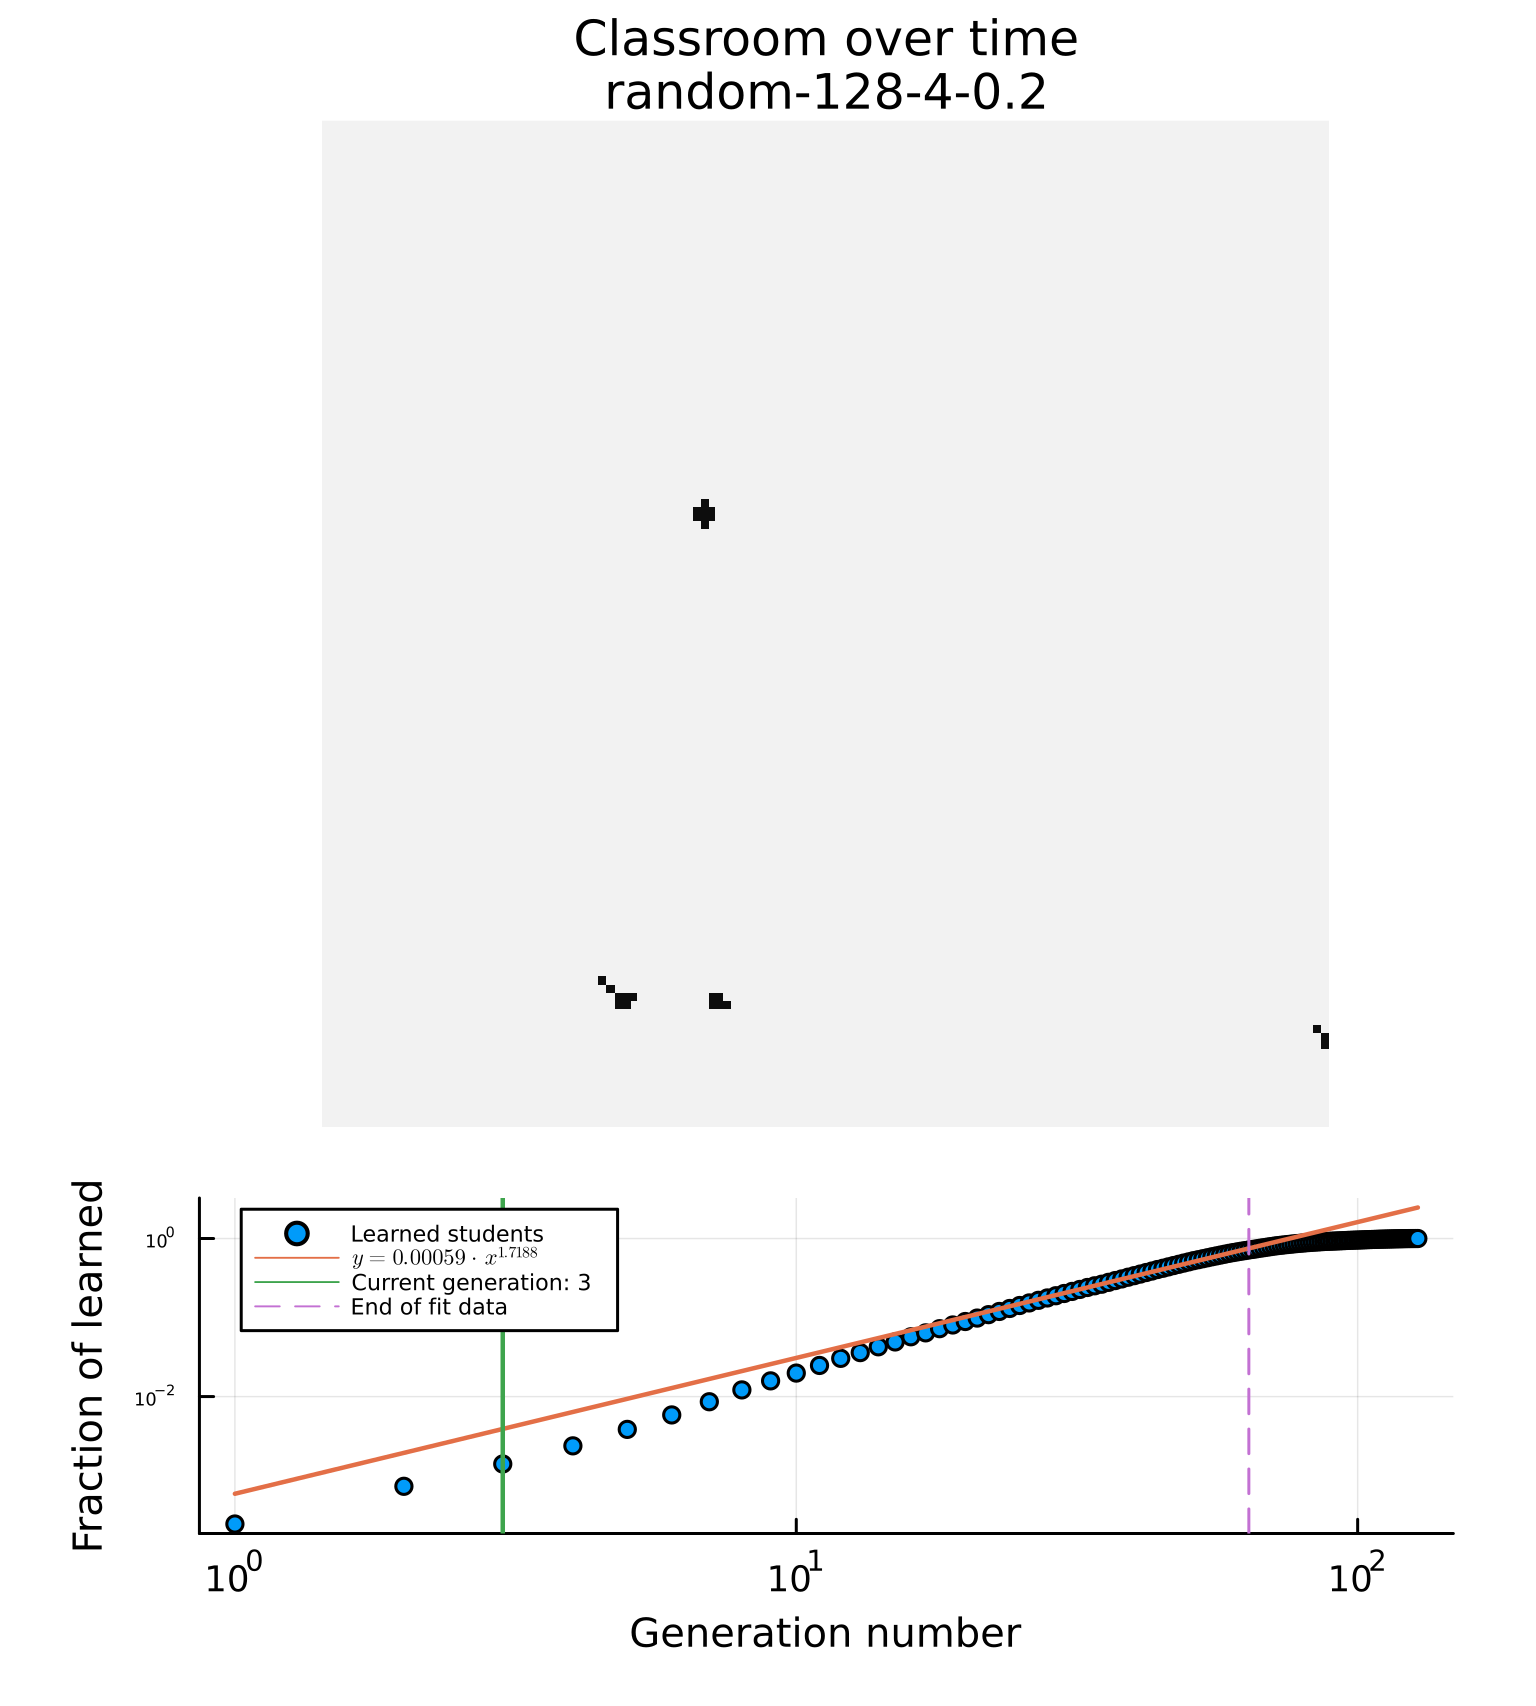 Classroom over time
random-128-4-0.2
Fraction of learned
10^0
10^-2
Learned students
y = 0.00059 · x^1.7188
Current generation: 3
End of fit data
10^0
10^1
10^2
Generation number